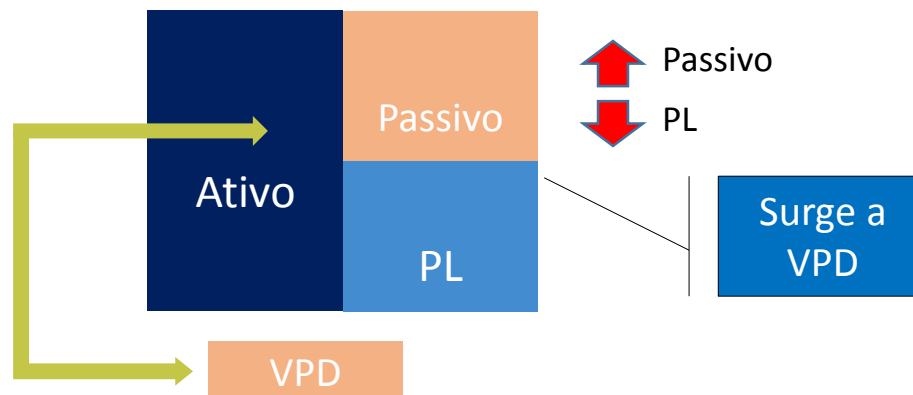 Passivo
Passivo
PL
Ativo
PL
Surge a
VPD
VPD